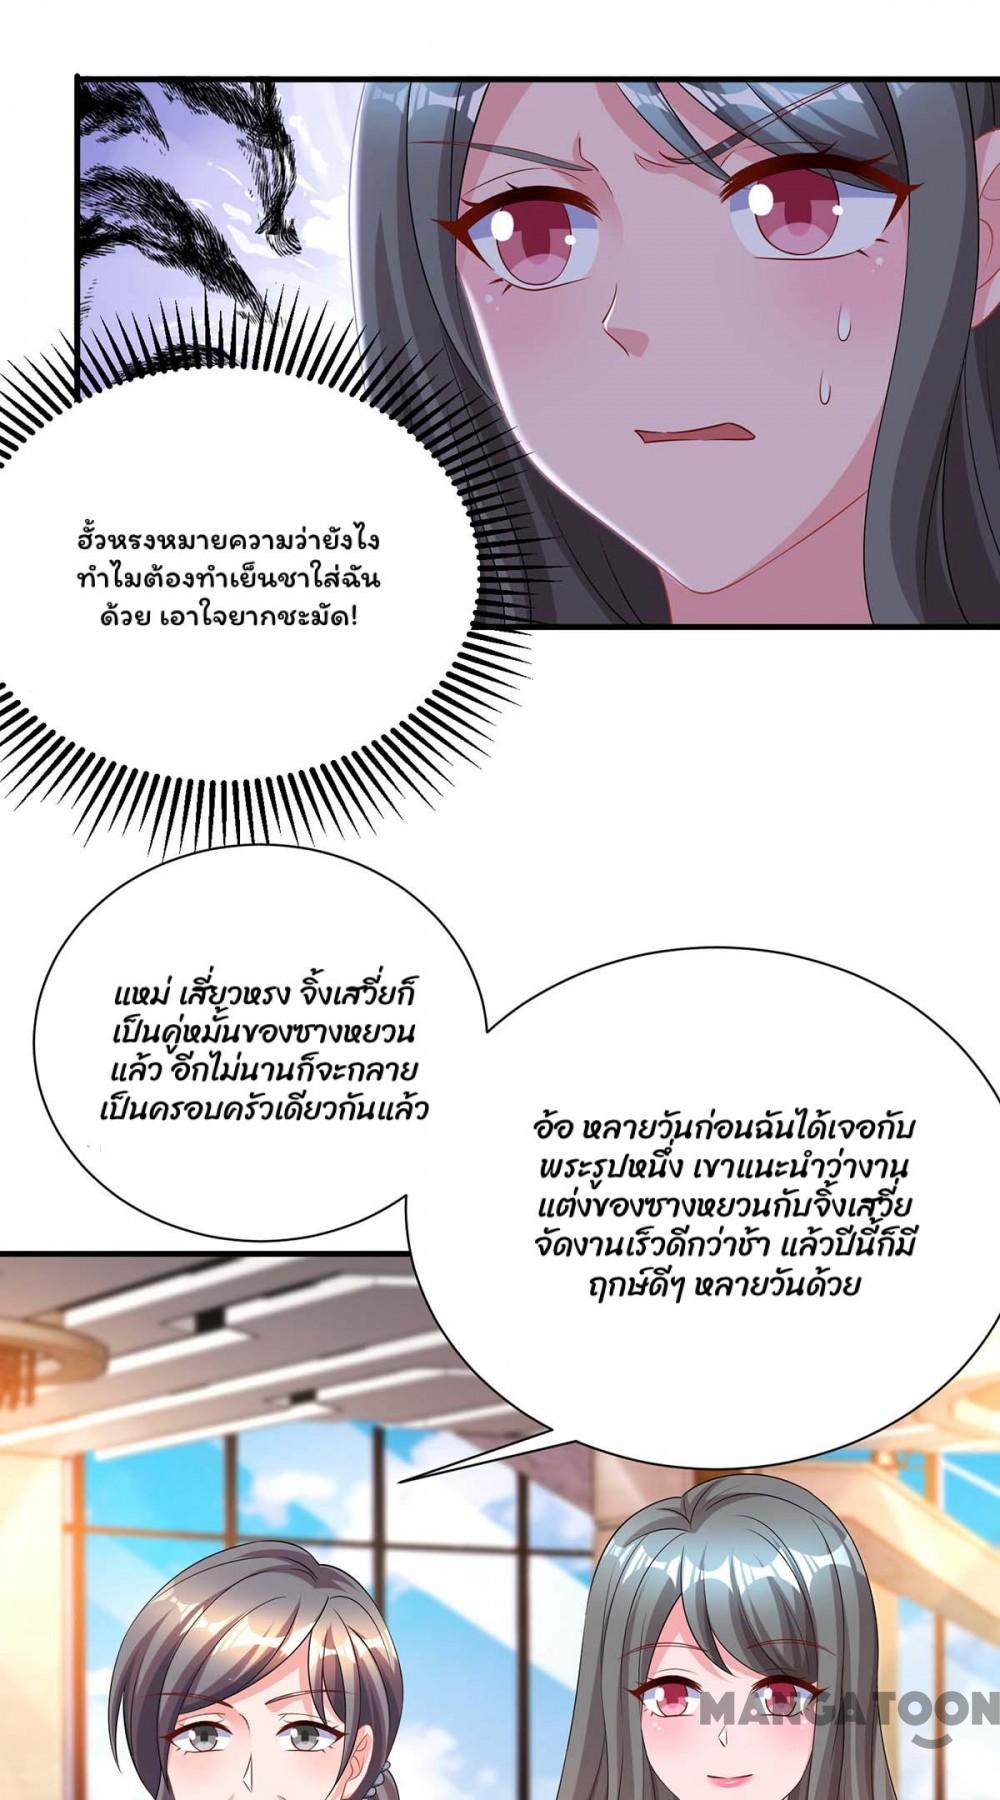 ฮั้วหรงหมายความว่ายังไง
ทำไมต้องทำเย็นชาใส่ฉัน
ด้วย เอาใจยากชะมัด!
แหม่ เสี่ยวหรง จิ้งเสวี่ยก็
เป็นคู่หมั้นของซางหยวน
แล้ว อีกไม่นานก็จะกลาย
เป็นครอบครัวเดียวกันแล้ว
อ้อ หลายวันก่อนฉันได้เจอกับ
พระรูปหนึ่ง เขาแนะนำว่างาน
แต่งของซางหยวนกับจิ้งเสวี่ย
จัดงานเร็วดีกว่าช้า แล้วปีนี้ก็มี
ฤกษ์ดีๆ หลายวันด้วย
MANGATOON